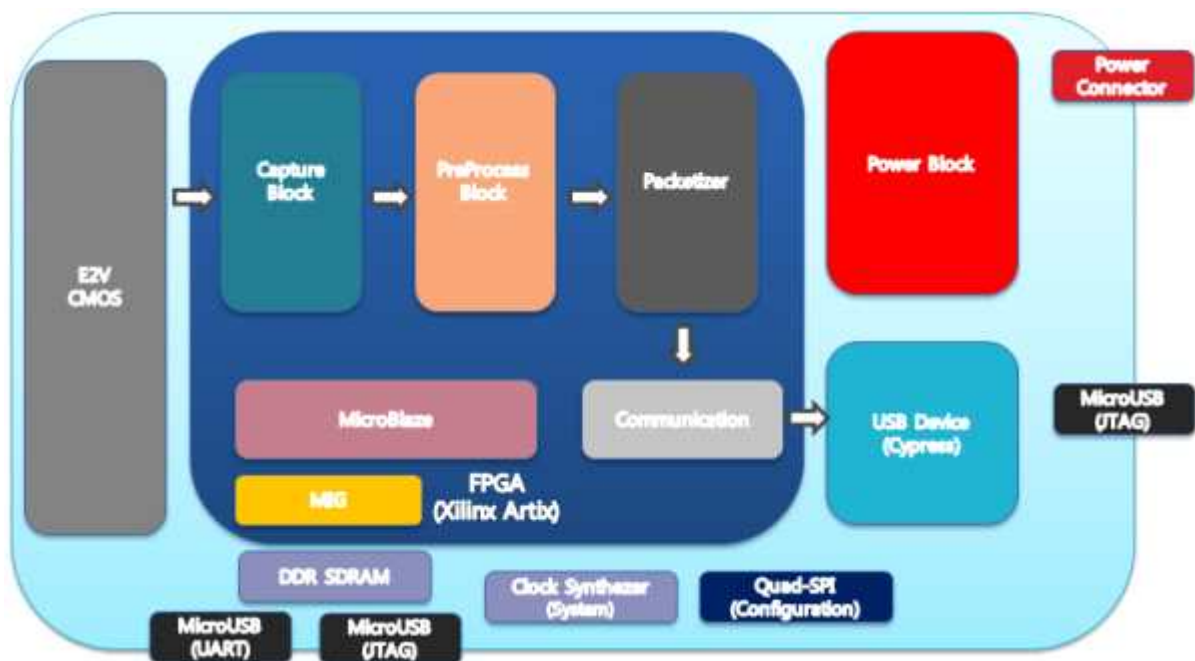 Power
Connector
Capture
Block
PreProcess
Block
Packetizer
Power Block
E2V
CMOS
MicroBlaze
Communication
USB Device
(Cypress)
MicroUSB
(JTAG)
MIG
FPGA
(Xilinx Artix)
DDR SDRAM
Clock Synthezer
(System)
Quad-SPI
(Configuration)
MicroUSB
(UART)
MicroUSB
(JTAG)